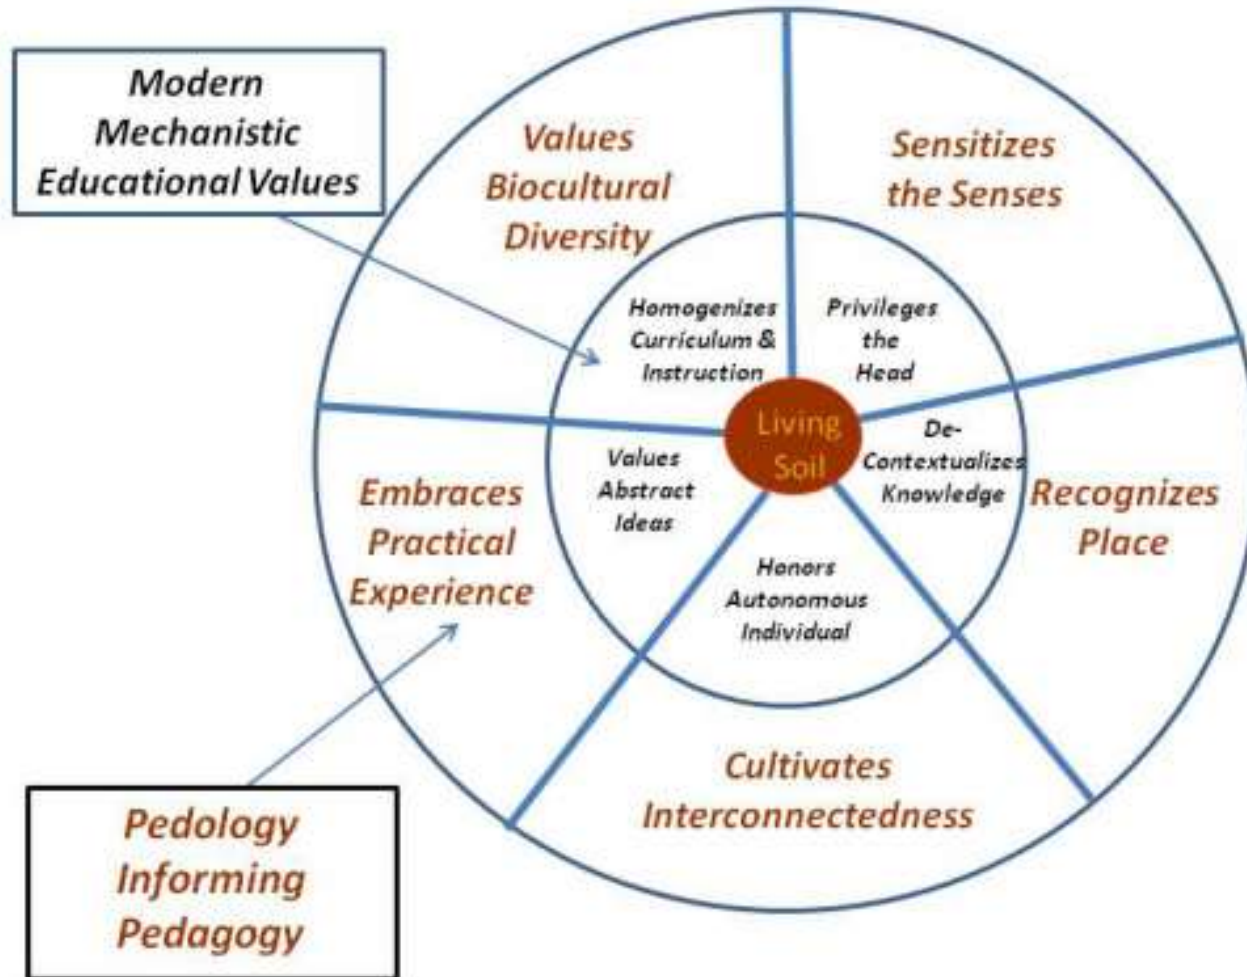 Modern
Mechanistic
Educational Values
Values
Biocultural
Diversity
Sensitizes
the Senses
Homogenizes
Curriculum &
Instruction
Privileges
the
Head
Living
Soil
De-
Contextualizes
Knowledge
Recognizes
Place
Values
Abstract
Ideas
Embraces
Practical
Experience
Honors
Autonomous
Individual
Cultivates
Interconnectedness
Pedology
Informing
Pedagogy